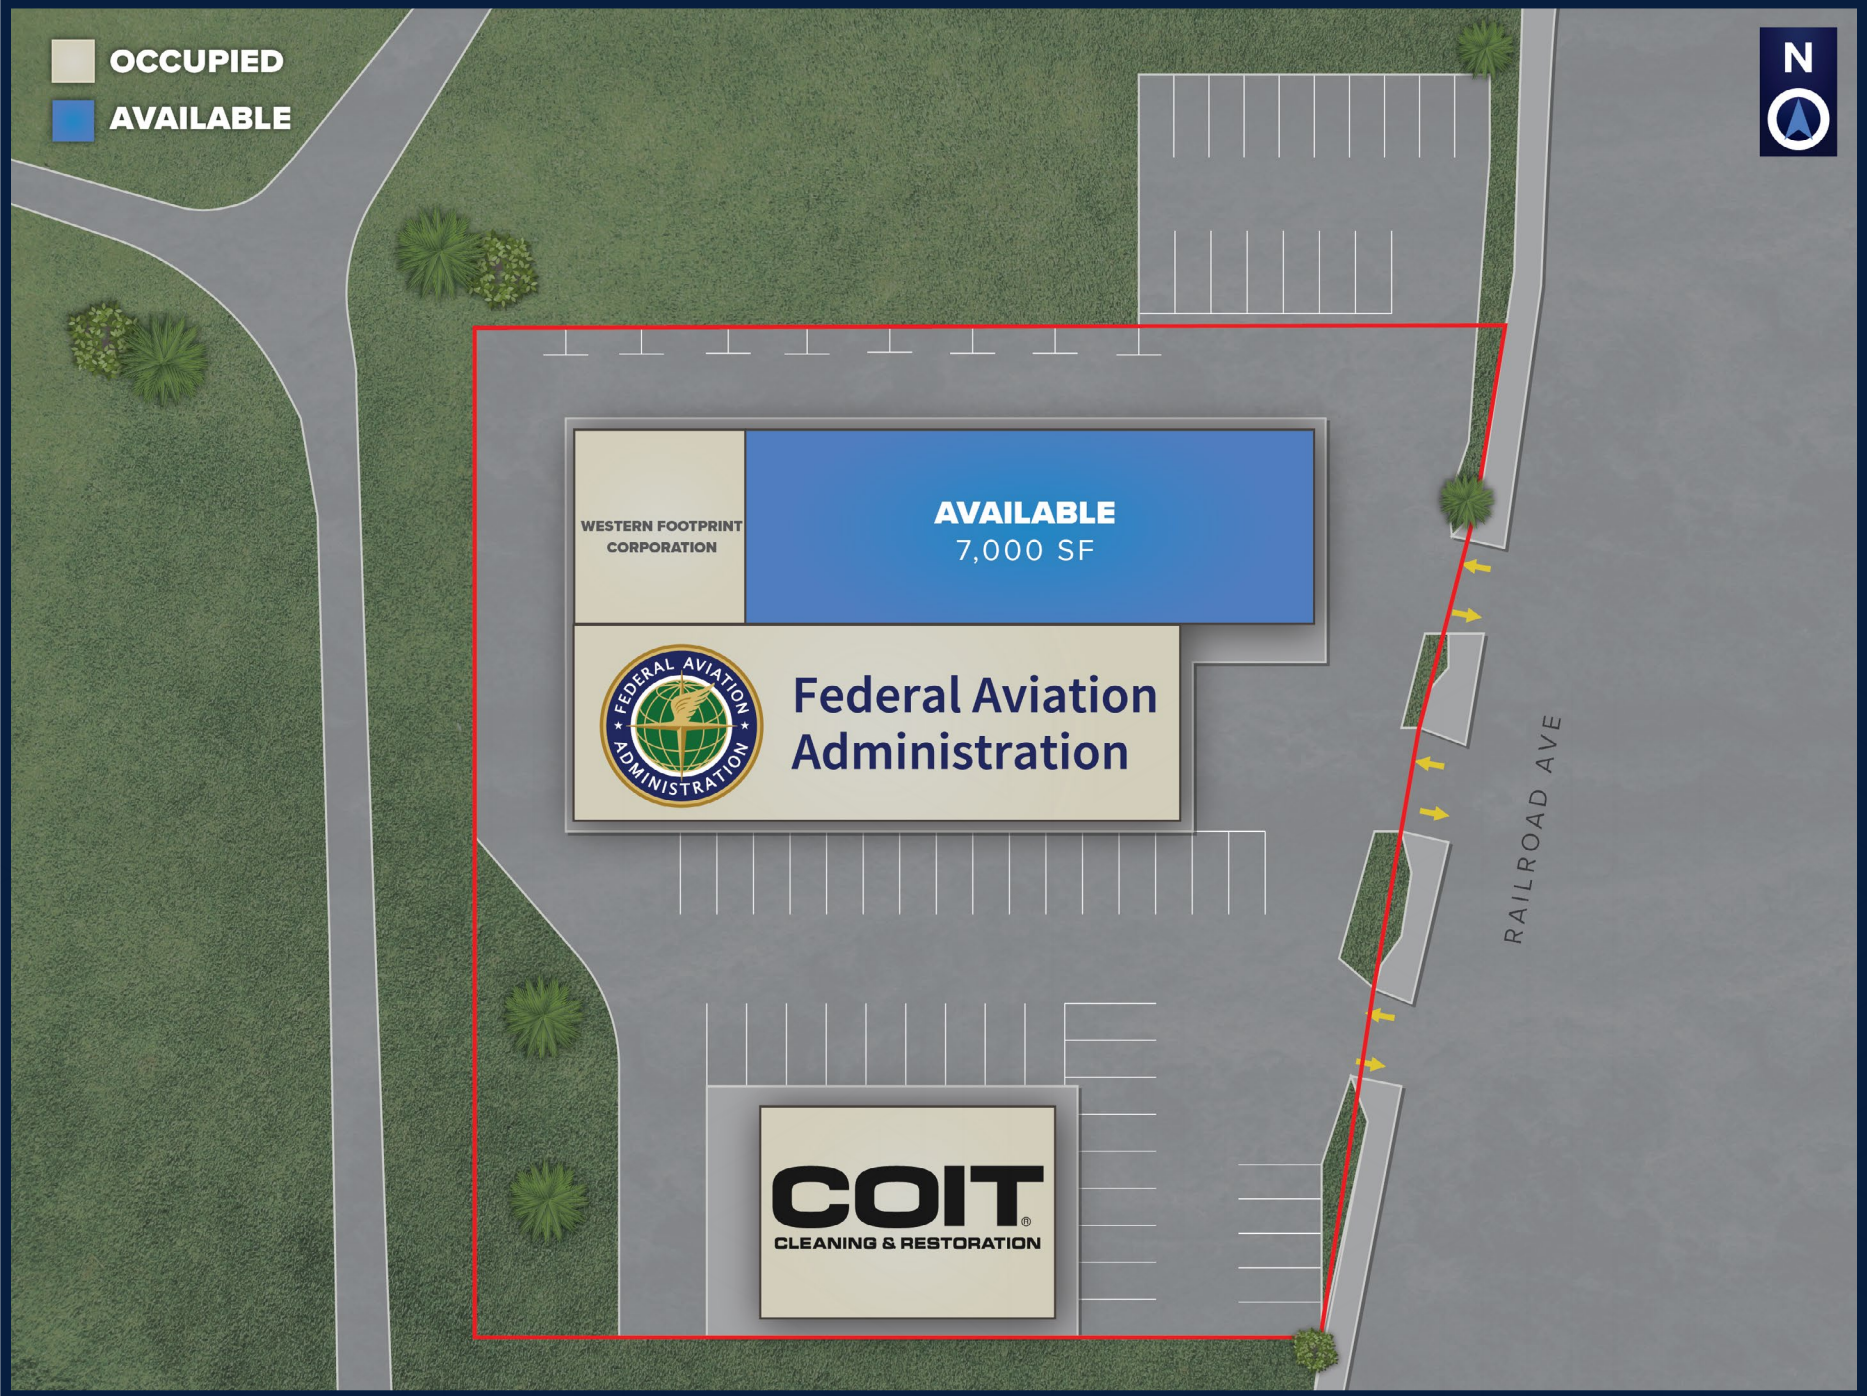 OCCUPIED
AVAILABLE
N
WESTERN FOOTPRINT
CORPORATION
AVAILABLE
7,000 SF
FEDERAL AVIATION
ADMINISTRATION
Federal Aviation
Administration
RAILROAD AVE
COIT®
CLEANING & RESTORATION